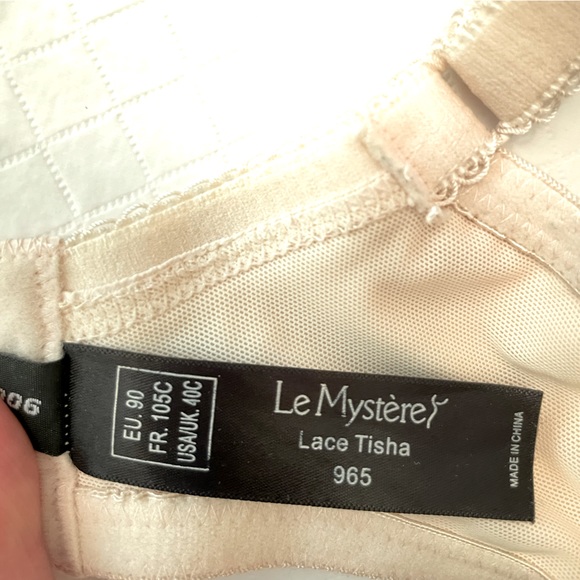 EU. 90
FR. 105C
USA/UK. 40C
Le Mystère
Lace Tisha
965
MADE IN CHINA